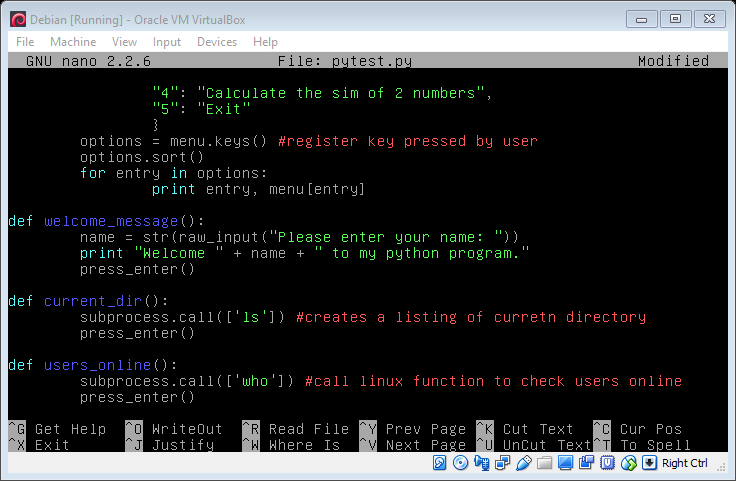 Debian [Running] - Oracle VM VirtualBox
File Machine View Input Devices Help
GNU nano 2.2.6 File: pytest.py Modified
"4": "Calculate the sim of 2 numbers",
"5": "Exit"
}
options = menu.keys() #register key pressed by user
options.sort()
for entry in options:
print entry, menu[entry]
def welcome_message():
name = str(raw_input("Please enter your name: "))
print "Welcome " + name + " to my python program."
press_enter()
def current_dir():
subprocess.call(['ls']) #creates a listing of curretn directory
press_enter()
def users_online():
subprocess.call(['who']) #call linux function to check users online
press_enter()
^G Get Help ^O WriteOut ^R Read File ^Y Prev Page ^K Cut Text ^C Cur Pos
^X Exit ^J Justify ^W Where Is ^V Next Page ^U UnCut Text ^T To Spell
Right Ctrl